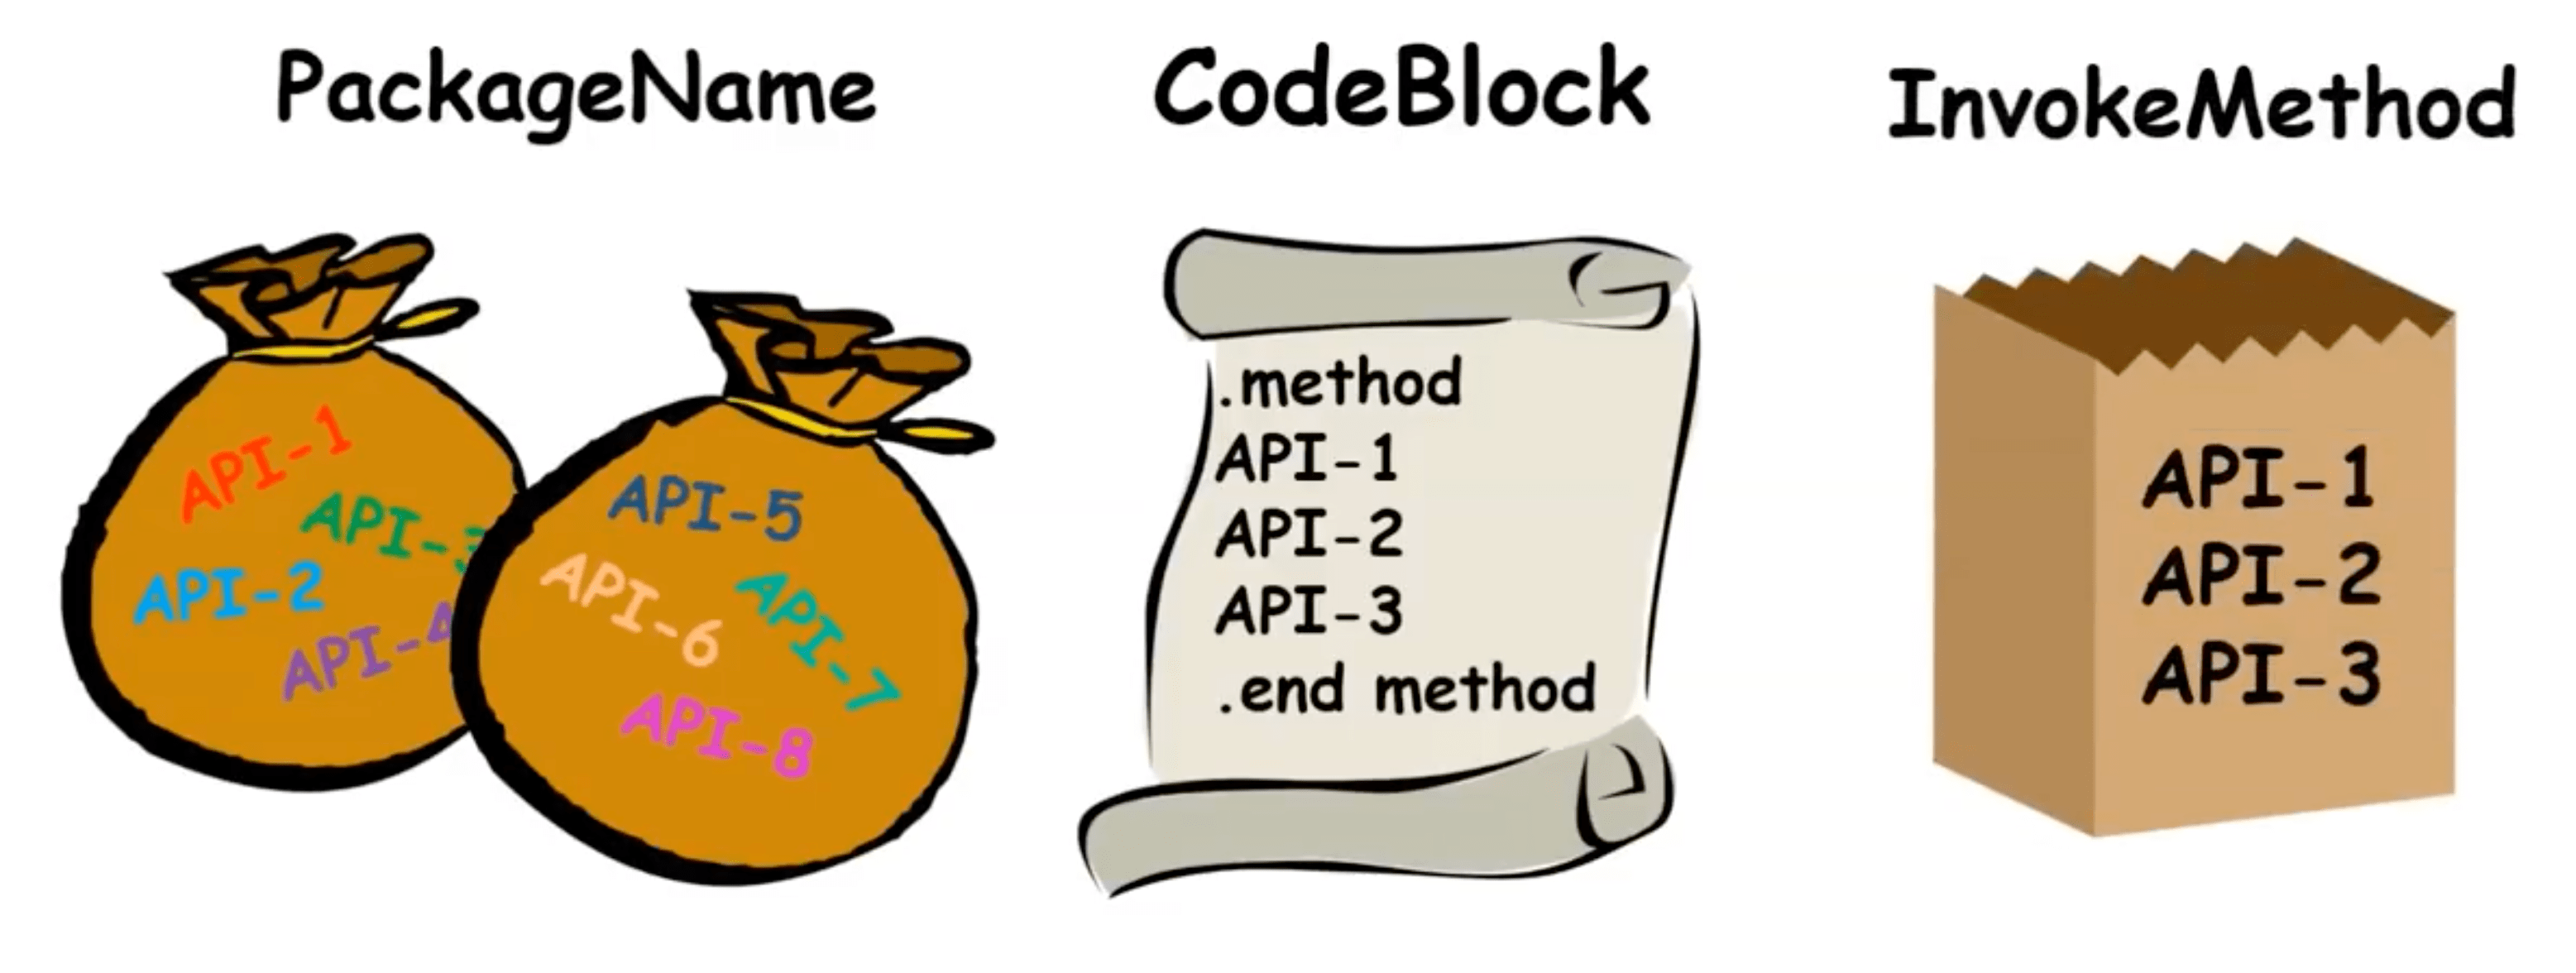 PackageName
API-1
API-3
API-2
API-4
API-5
API-6
API-7
API-8
CodeBlock
.method
API-1
API-2
API-3
.end method
InvokeMethod
API-1
API-2
API-3